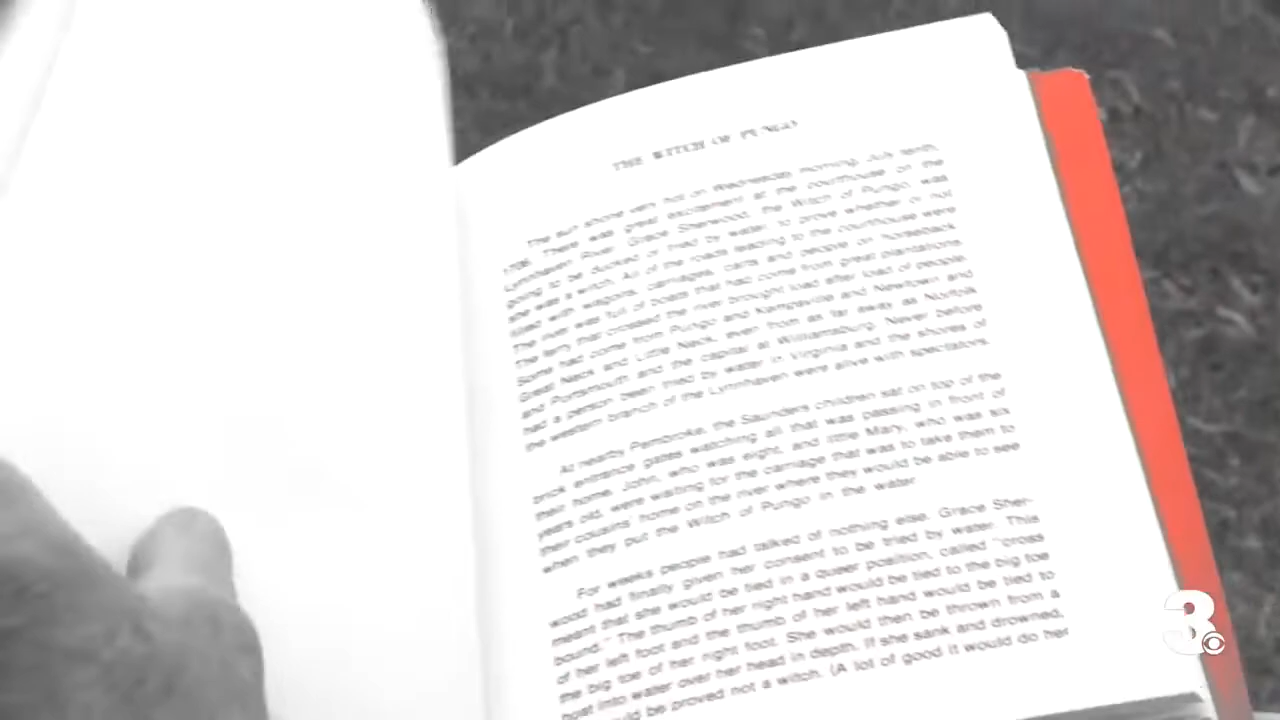 THE WITCH OF PUNGO
The sun shone very hot on Wednesday morning, July tenth,
1706. There was great excitement at the courthouse on the
Lynnhaven River. Grace Sherwood, the Witch of Pungo, was
going to be ducked or tried by water, to prove whether or not
she was a witch. All of the roads leading to the courthouse were
filled with wagons, carriages, carts and people on horseback.
The river was full of boats that had come from great plantations.
The ferry that crossed the river brought load after load of people.
Some had come from Pungo and Kempsville and Newtown and
Great Neck and Little Neck, even from as far away as Norfolk
and Portsmouth and the capital at Williamsburg. Never before
had a person been tried by water in Virginia and the shores of
the western branch of the Lynnhaven were alive with spectators.
At nearby Pembroke, the Saunders children sat on top of the
brick entrance gates watching all that was passing in front of
their home. John, who was eight, and little Mary, who was six
years old, were waiting for the carriage that was to take them to
their cousins' home on the river where they would be able to see
when they put the Witch of Pungo in the water.
For weeks people had talked of nothing else. Grace Sher-
wood had finally given her consent to be tried by water. This
meant that she would be tied in a queer position, called "cross
bound." The thumb of her right hand would be tied to the big toe
of her left foot and the thumb of her left hand would be tied to
the big toe of her right foot. She would then be thrown from a
boat into water over her head in depth. If she sank and drowned,
be proved not a witch. (A lot of good it would do her
3